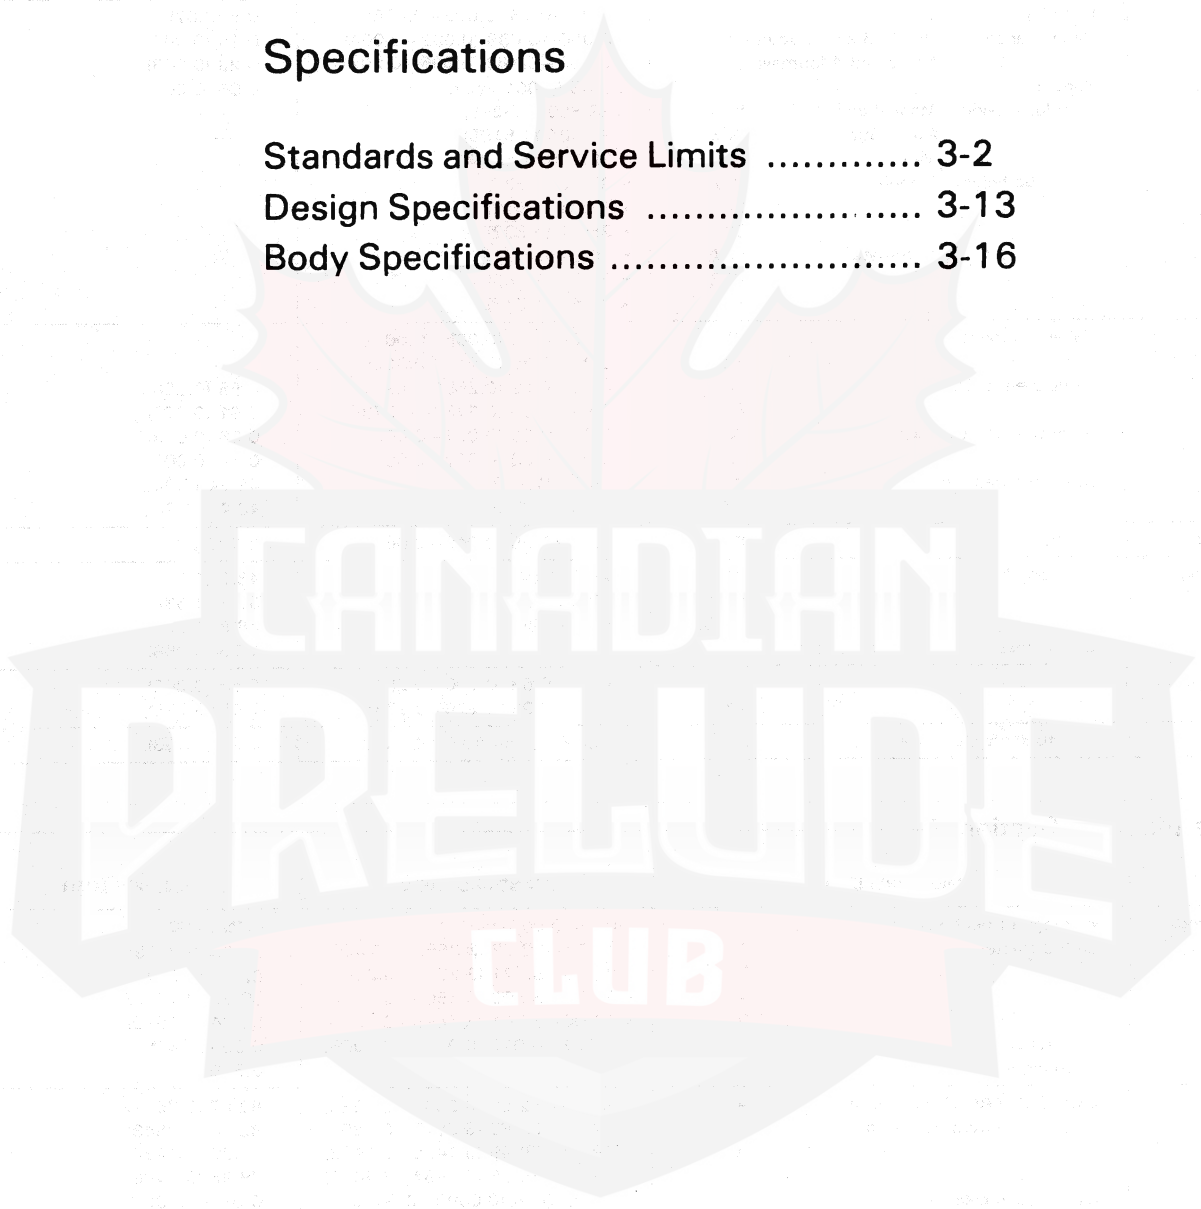 Specifications
Standards and Service Limits ............. 3-2
Design Specifications ....................... 3-13
Body Specifications .......................... 3-16
CANADIAN
PRELUDE
CLUB